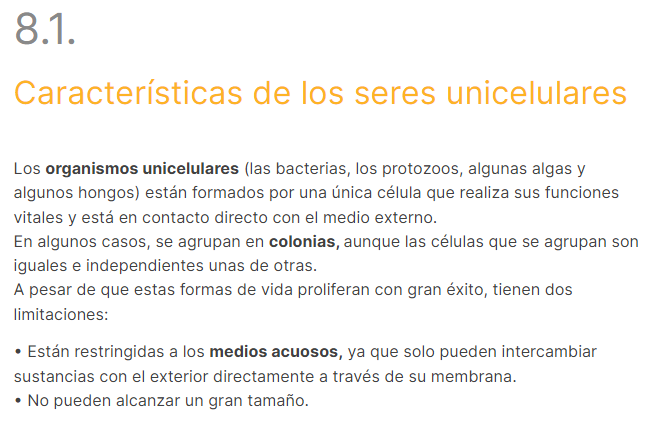 8.1.
Características de los seres unicelulares
Los organismos unicelulares (las bacterias, los protozoos, algunas algas y
algunos hongos) están formados por una única célula que realiza sus funciones
vitales y está en contacto directo con el medio externo.
En algunos casos, se agrupan en colonias, aunque las células que se agrupan son
iguales e independientes unas de otras.
A pesar de que estas formas de vida proliferan con gran éxito, tienen dos
limitaciones:
• Están restringidas a los medios acuosos, ya que solo pueden intercambiar
sustancias con el exterior directamente a través de su membrana.
• No pueden alcanzar un gran tamaño.